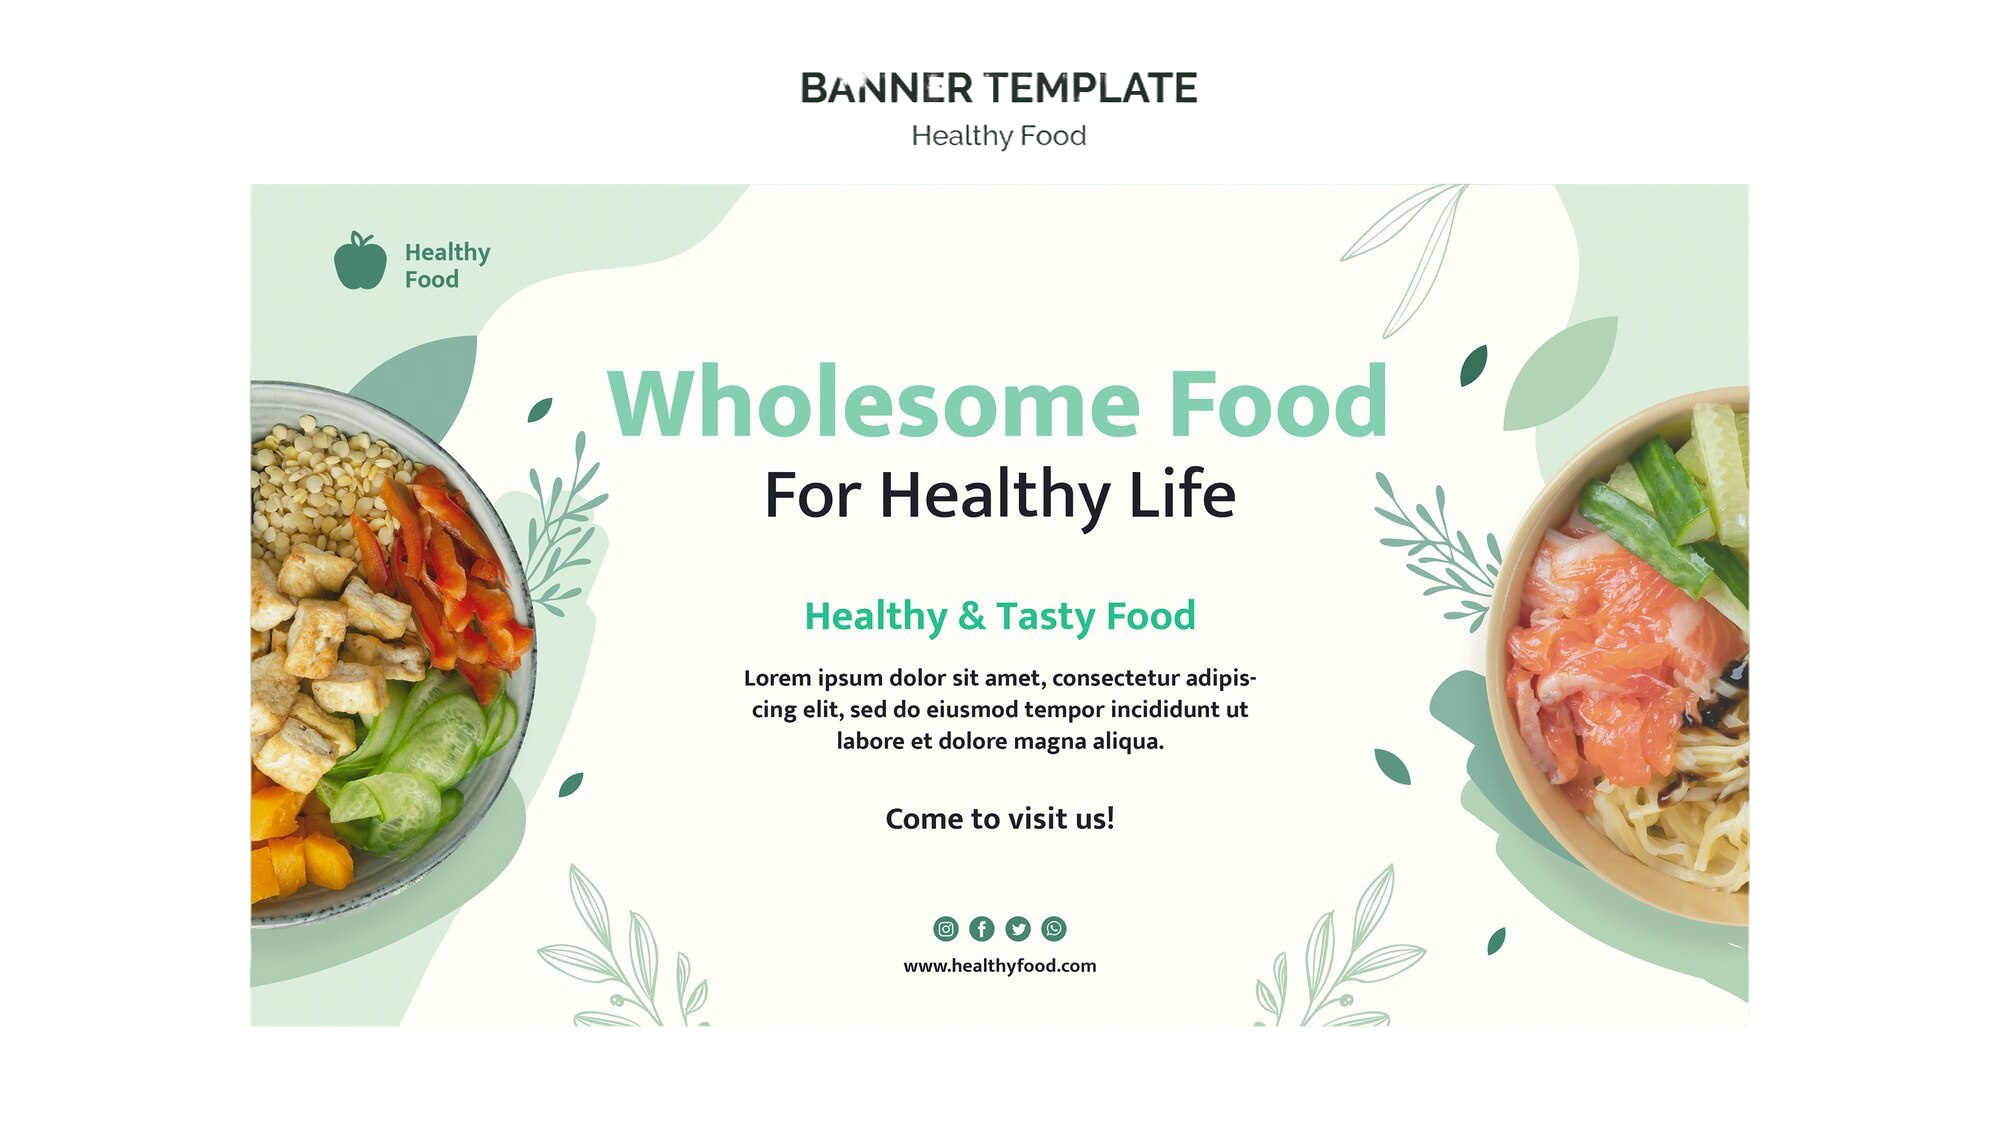 BANNER TEMPLATE
Healthy Food
Healthy
Food
Wholesome Food
For Healthy Life
Healthy & Tasty Food
Lorem ipsum dolor sit amet, consectetur adipis-
cing elit, sed do eiusmod tempor incididunt ut
labore et dolore magna aliqua.
Come to visit us!
www.healthyfood.com